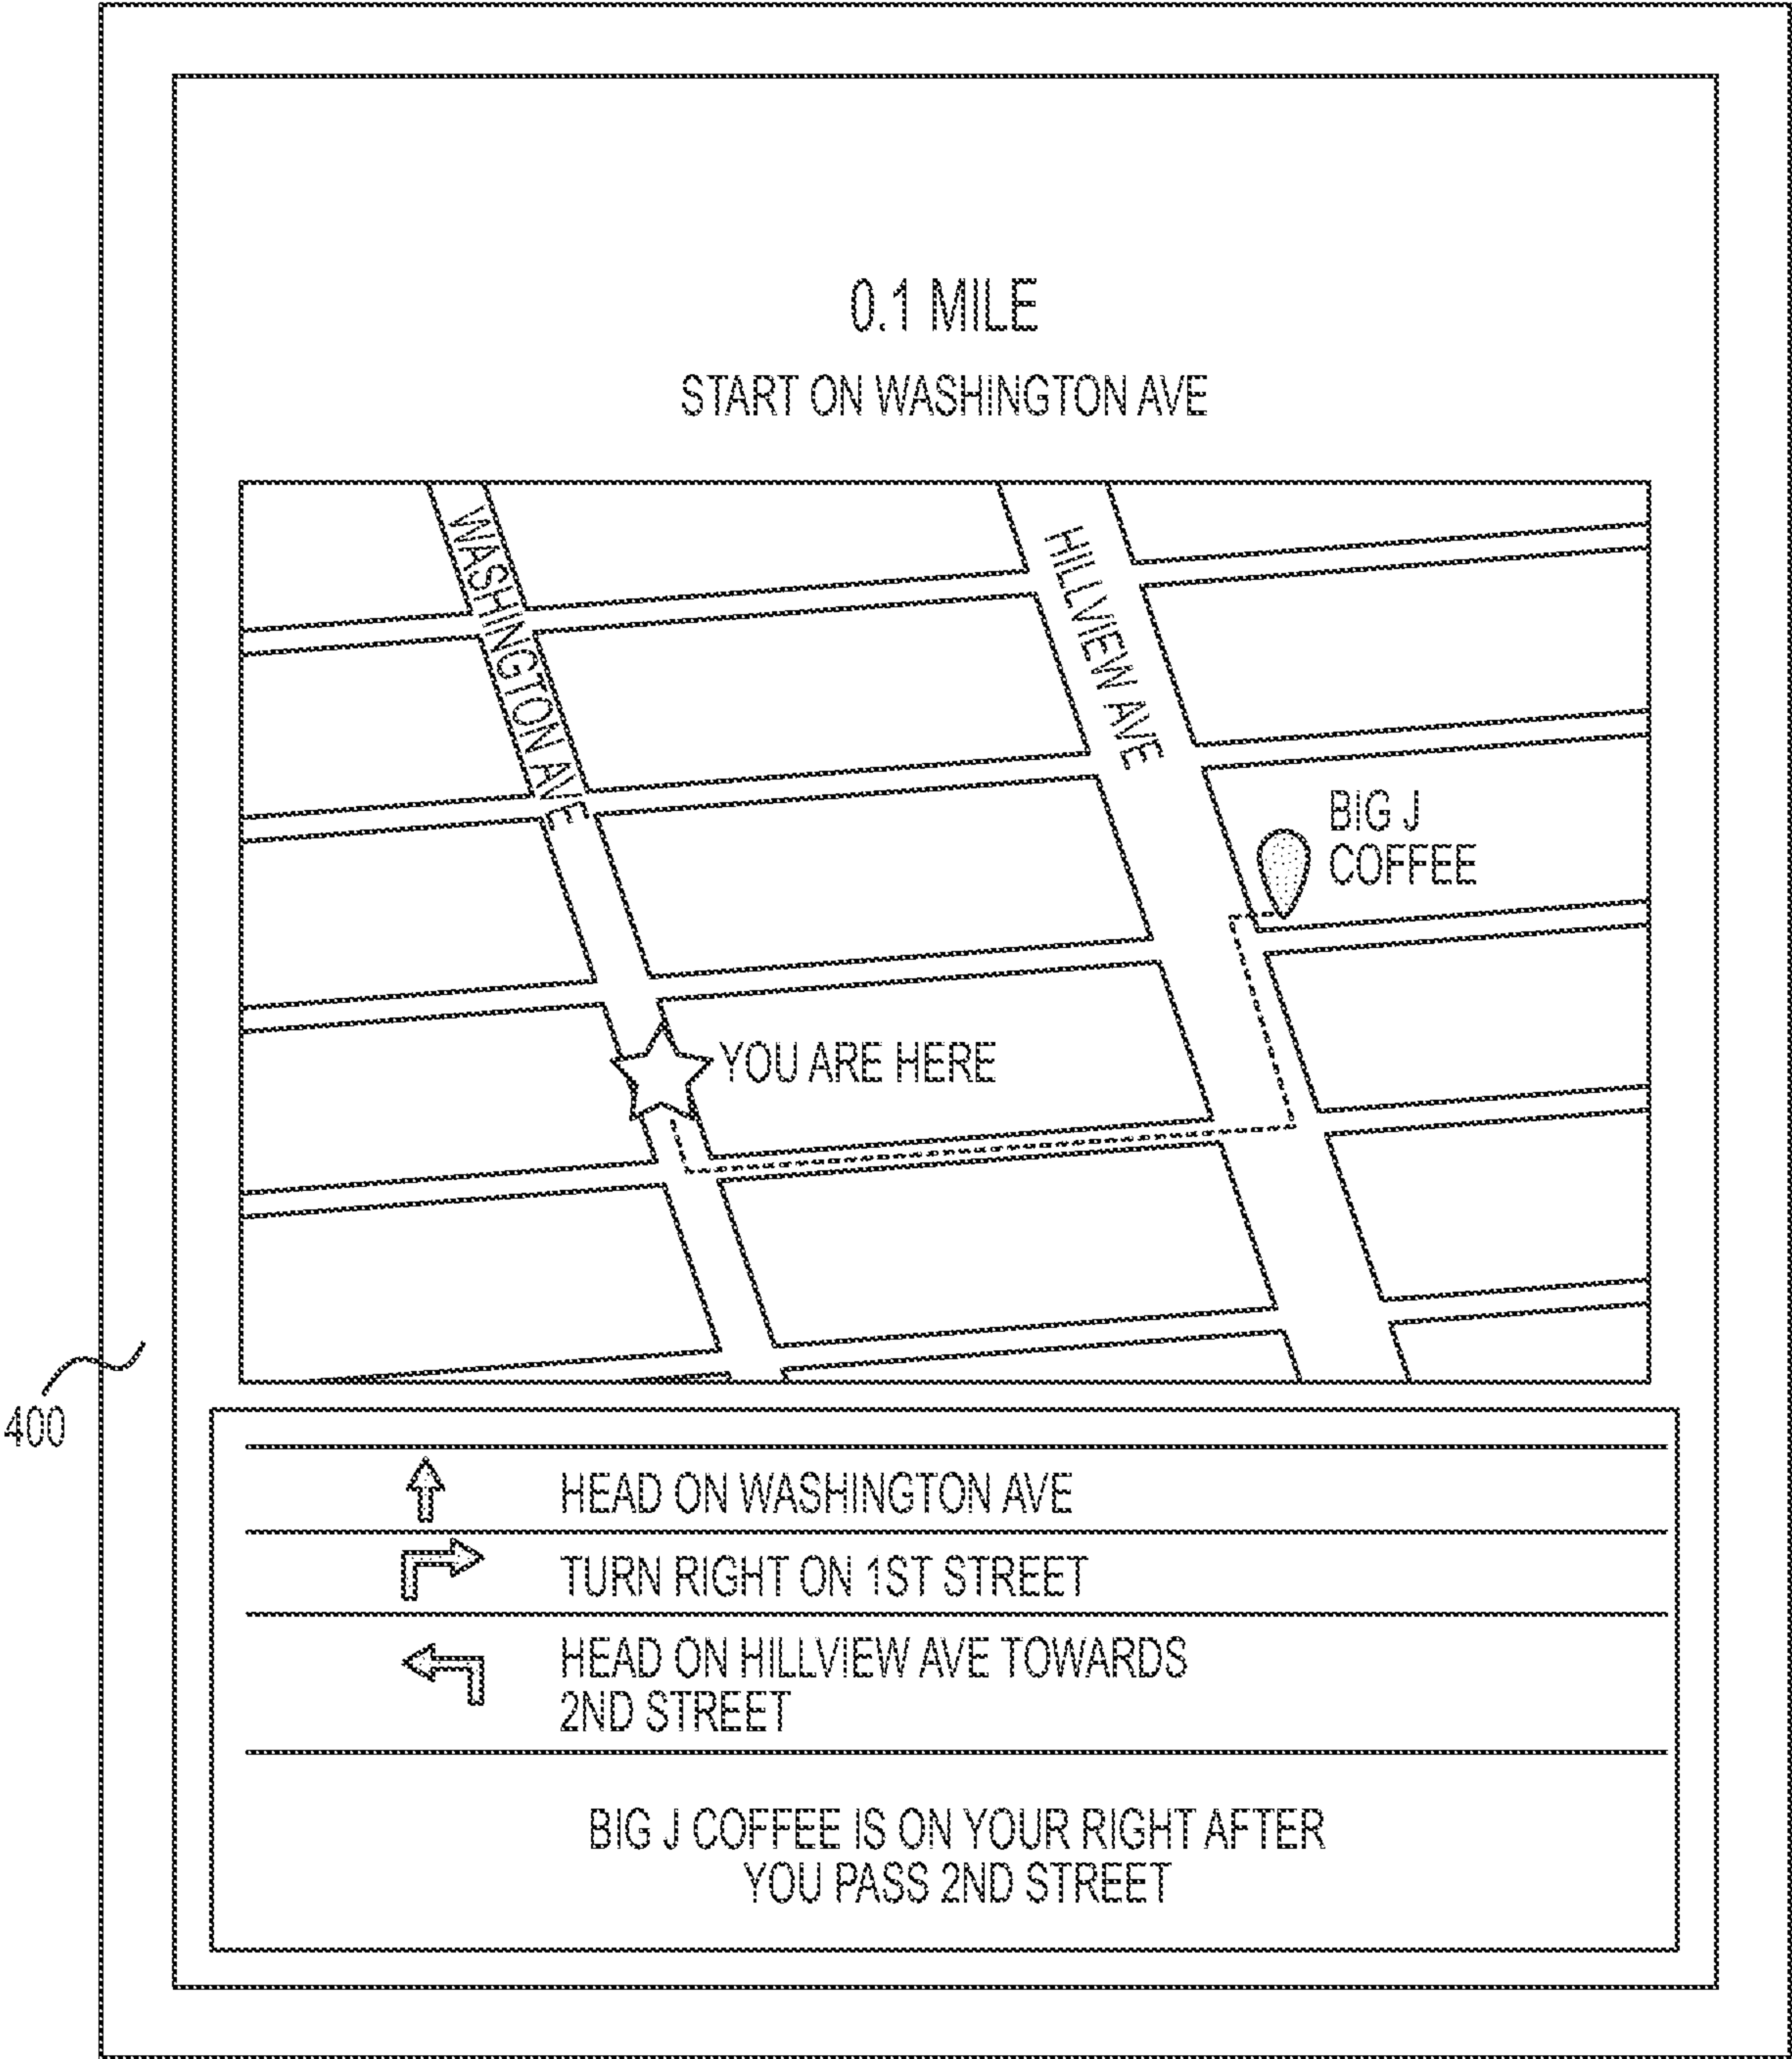 0.1 MILE
START ON WASHINGTON AVE
WASHINGTON AVE
HILLVIEW AVE
BIG J
COFFEE
YOU ARE HERE
400
HEAD ON WASHINGTON AVE
TURN RIGHT ON 1ST STREET
HEAD ON HILLVIEW AVE TOWARDS
2ND STREET
BIG J COFFEE IS ON YOUR RIGHT AFTER
YOU PASS 2ND STREET